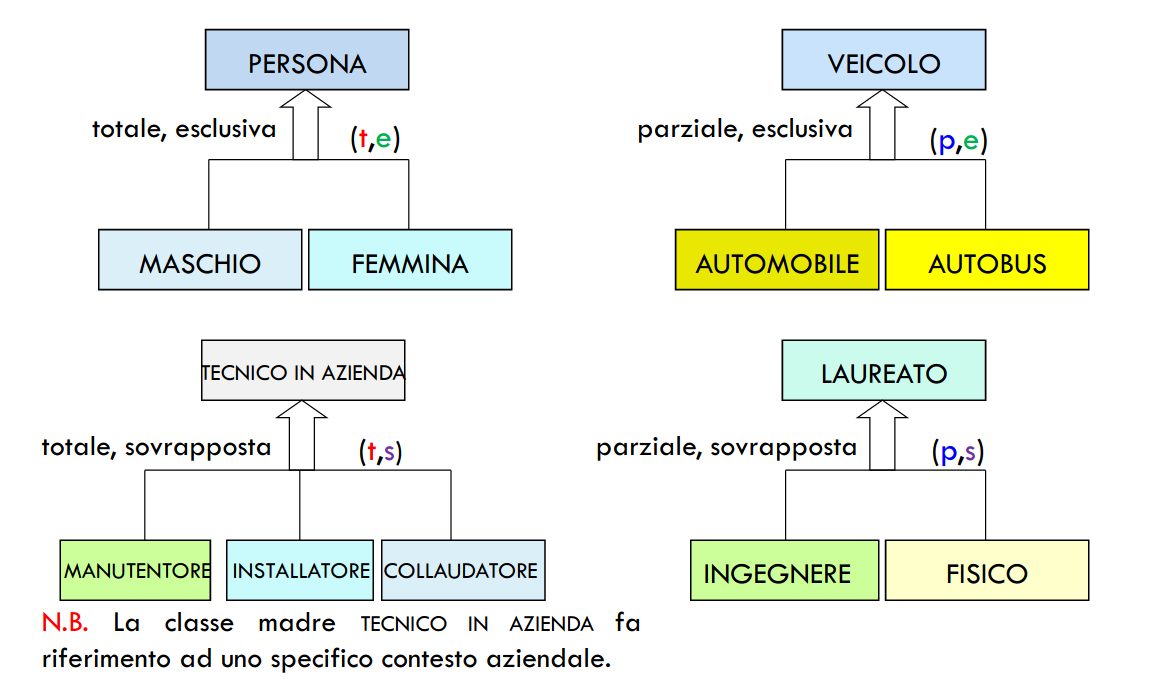 PERSONA
totale, esclusiva
(t,e)
MASCHIO
FEMMINA
VEICOLO
parziale, esclusiva
(p,e)
AUTOMOBILE
AUTOBUS
TECNICO IN AZIENDA
totale, sovrapposta
(t,s)
MANUTENTORE
INSTALLATORE
COLLAUDATORE
LAUREATO
parziale, sovrapposta
(p,s)
INGEGNERE
FISICO
N.B. La classe madre TECNICO IN AZIENDA fa
riferimento ad uno specifico contesto aziendale.